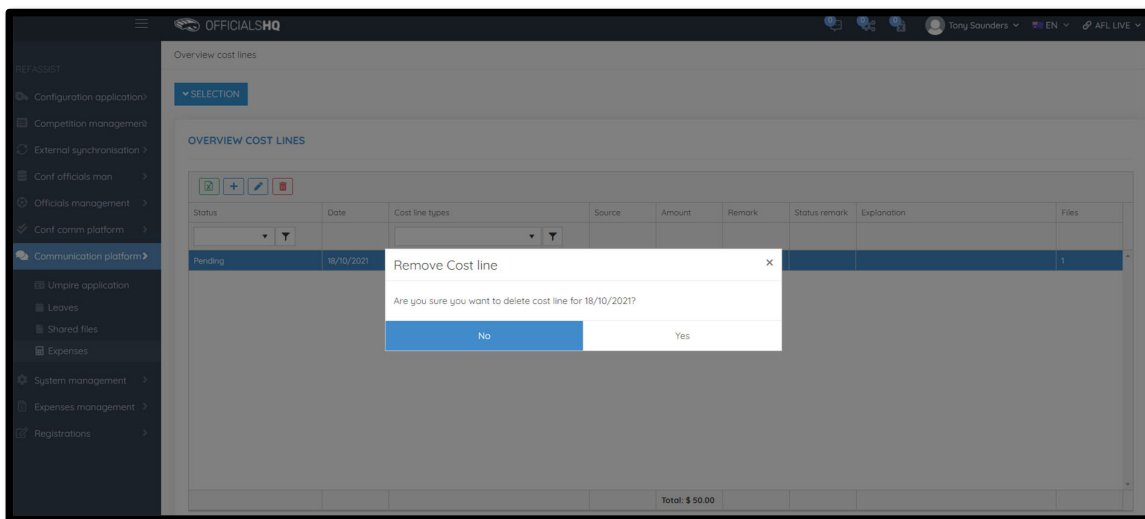 OFFICIALSHQ
0
0
0
Tony Saunders
EN
AFL LIVE
REFASSIST
Configuration application
Competition management
External synchronisation
Conf officials man
Officials management
Conf comm platform
Communication platform
Umpire application
Leaves
Shared files
Expenses
System management
Expenses management
Registrations
Overview cost lines
SELECTION
OVERVIEW COST LINES
Status Date Cost line types Source Amount Remark Status remark Explanation Files
Pending 18/10/2021 1
Remove Cost line ×
Are you sure you want to delete cost line for 18/10/2021?
No Yes
Total: $ 50.00